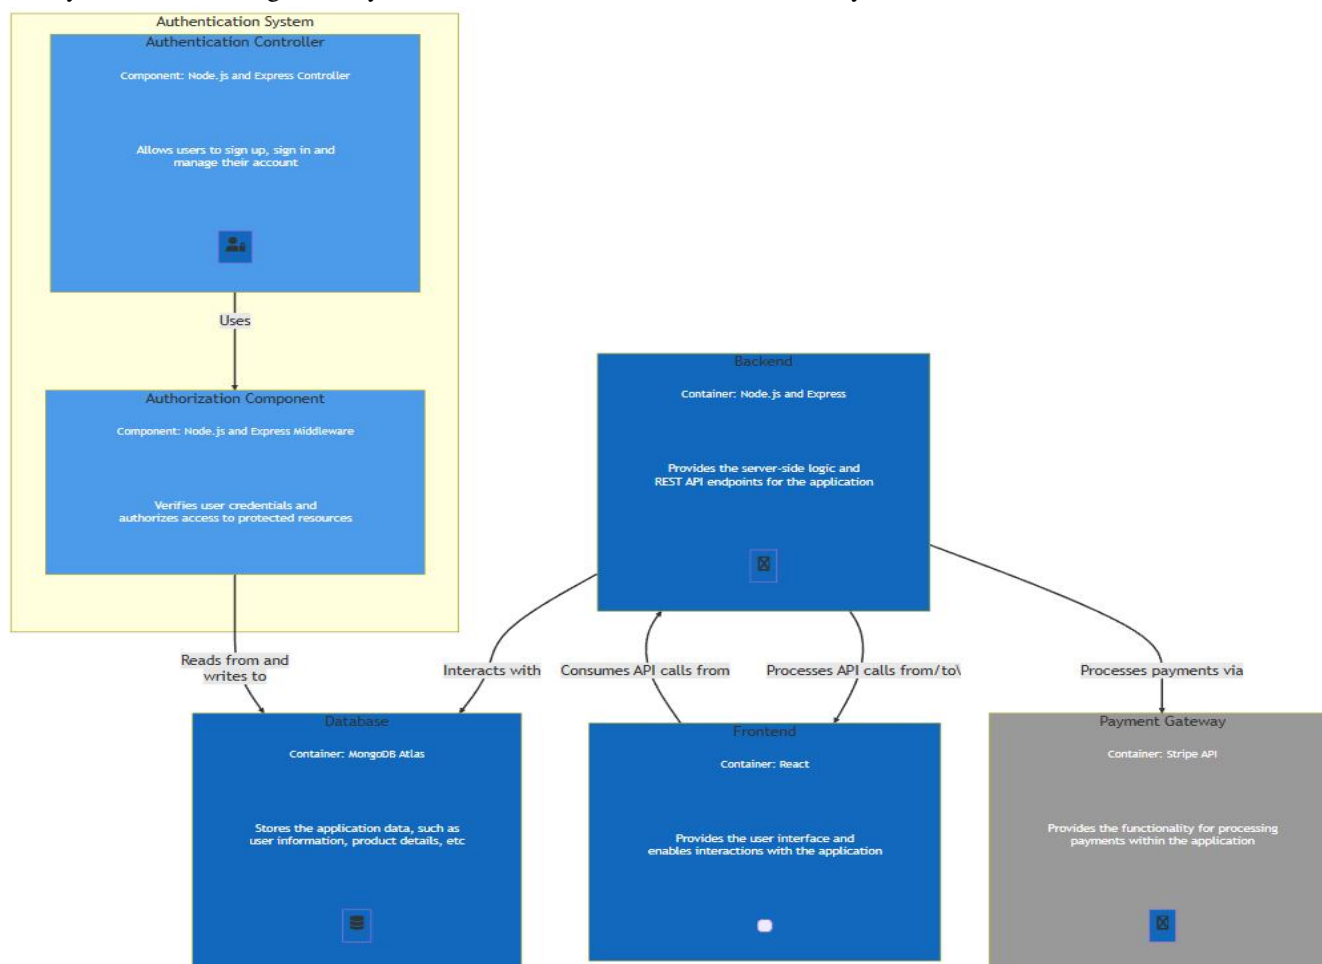 Authentication System
Authentication Controller
Component: Node.js and Express Controller
Allows users to sign up, sign in and
manage their account
Uses
Authorization Component
Component: Node.js and Express Middleware
Verifies user credentials and
authorizes access to protected resources
Backend
Container: Node.js and Express
Provides the server-side logic and
REST API endpoints for the application
Reads from and
writes to
Interacts with
Consumes API calls from
Processes API calls from/to\
Processes payments via
Database
Container: MongoDB Atlas
Stores the application data, such as
user information, product details, etc
Frontend
Container: React
Provides the user interface and
enables interactions with the application
Payment Gateway
Container: Stripe API
Provides the functionality for processing
payments within the application